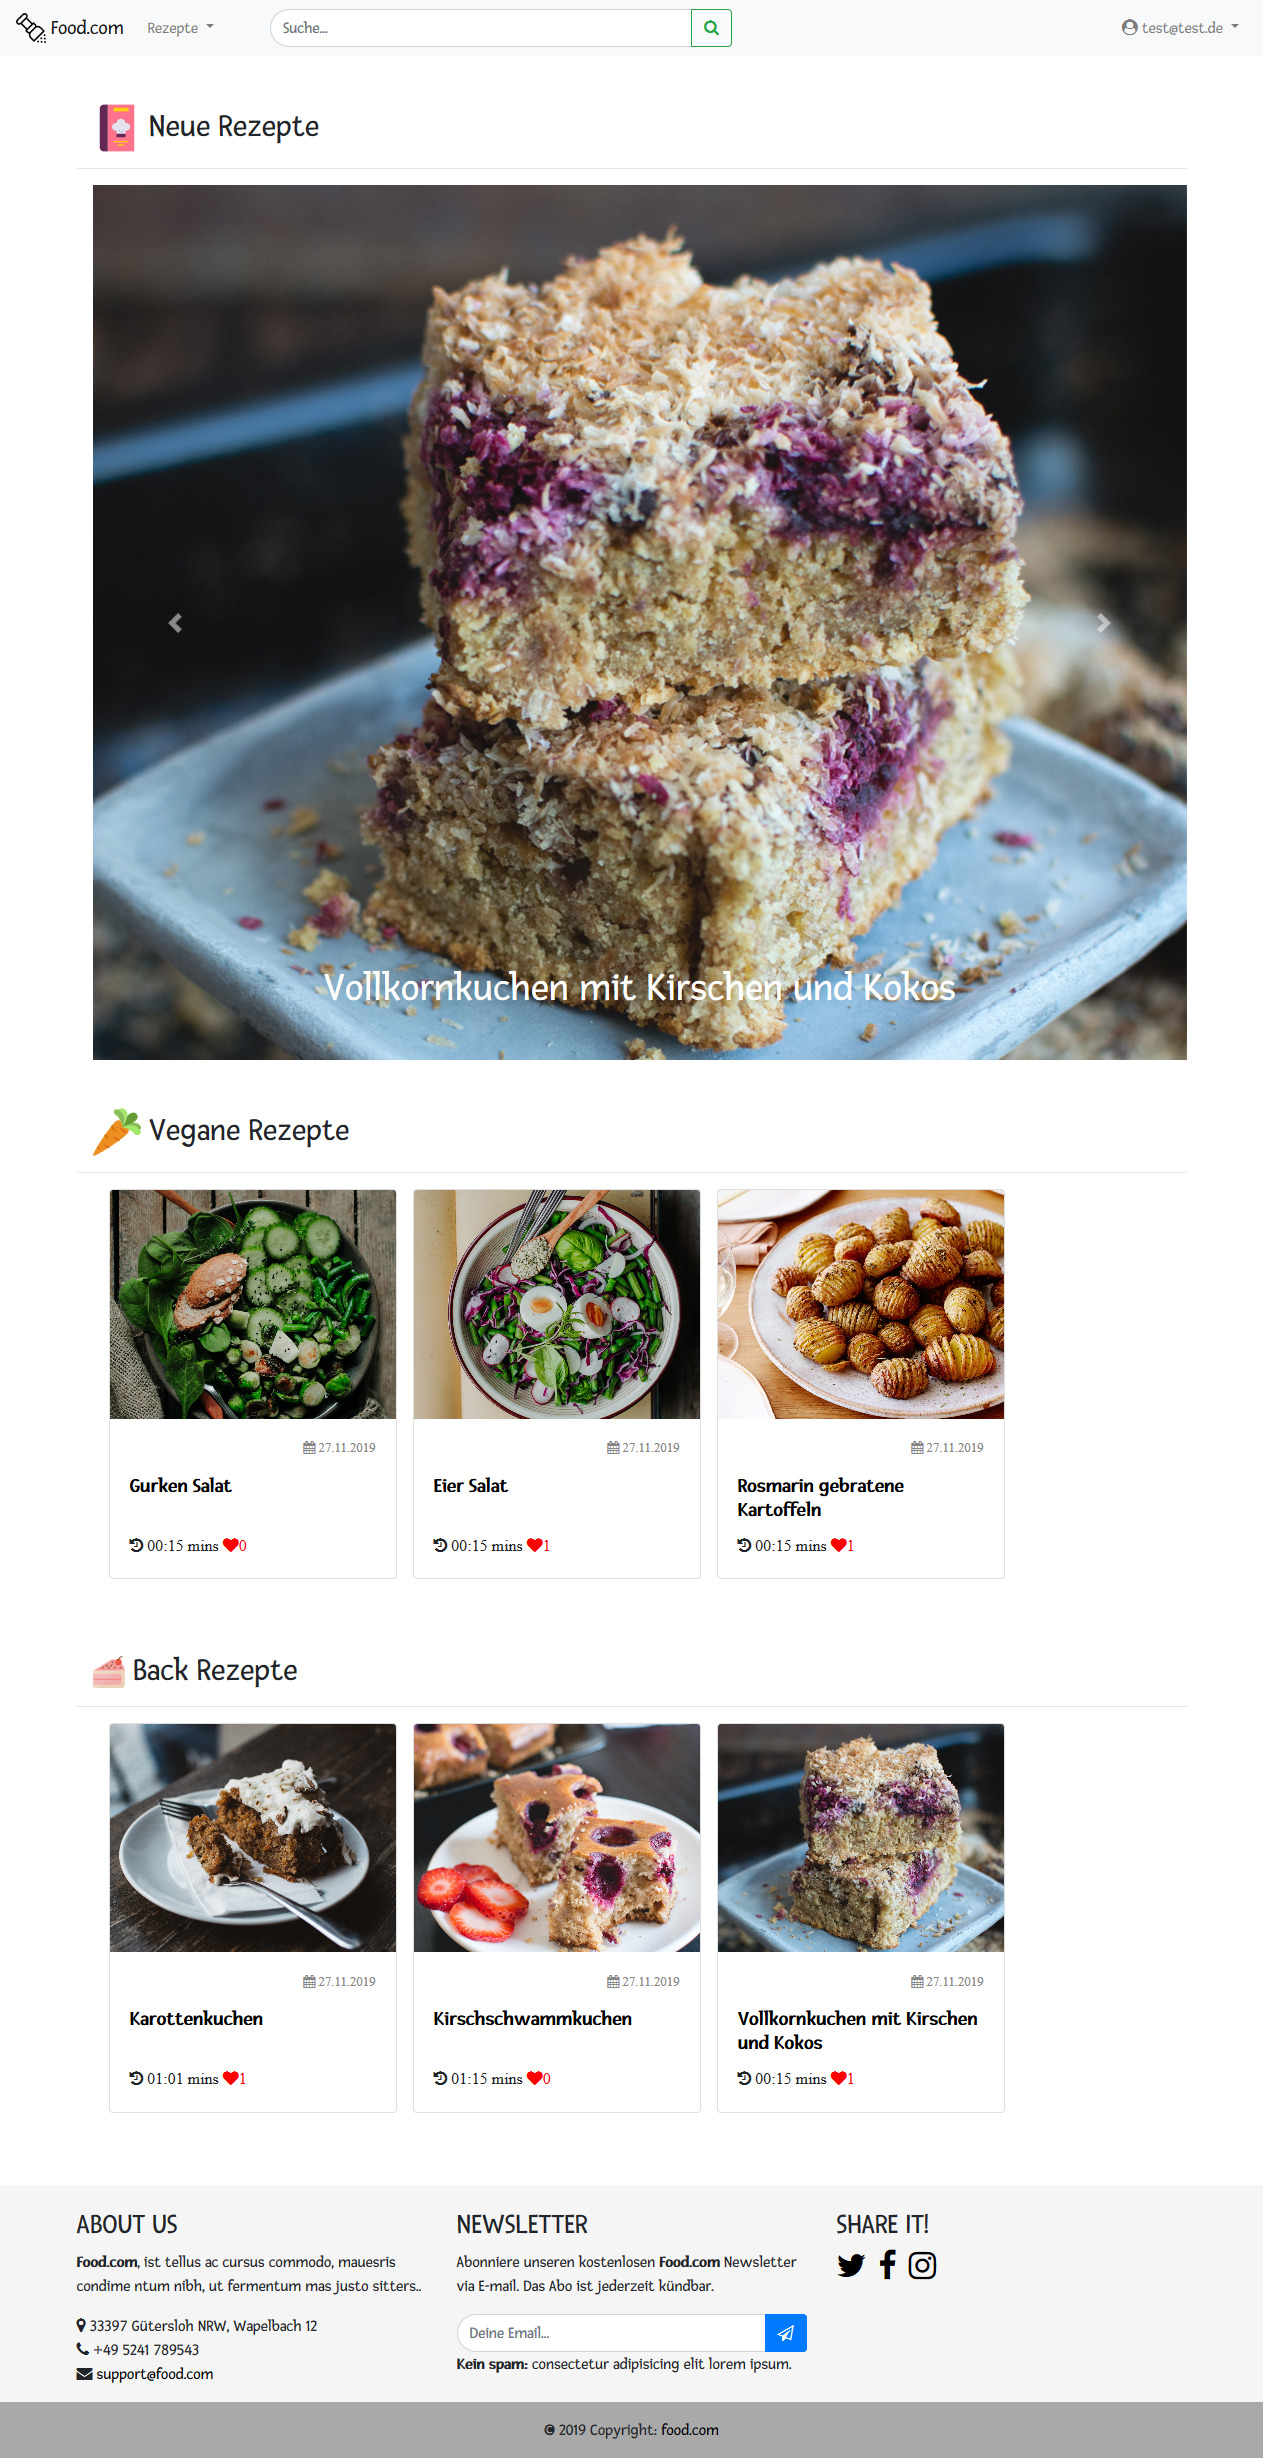 Food.com Rezepte Suche... test@test.de
Neue Rezepte
Vollkornkuchen mit Kirschen und Kokos
Vegane Rezepte
27.11.2019
Gurken Salat
00:15 mins 0
27.11.2019
Eier Salat
00:15 mins 1
27.11.2019
Rosmarin gebratene
Kartoffeln
00:15 mins 1
Back Rezepte
27.11.2019
Karottenkuchen
01:01 mins 1
27.11.2019
Kirschschwammkuchen
01:15 mins 0
27.11.2019
Vollkornkuchen mit Kirschen
und Kokos
00:15 mins 1
ABOUT US
Food.com, ist tellus ac cursus commodo, mauesris
condime ntum nibh, ut fermentum mas justo sitters..
33397 Gütersloh NRW, Wapelbach 12
+49 5241 789543
support@food.com
NEWSLETTER
Abonniere unseren kostenlosen Food.com Newsletter
via E-mail. Das Abo ist jederzeit kündbar.
Deine Email...
Kein spam: consectetur adipisicing elit lorem ipsum.
SHARE IT!
© 2019 Copyright: food.com